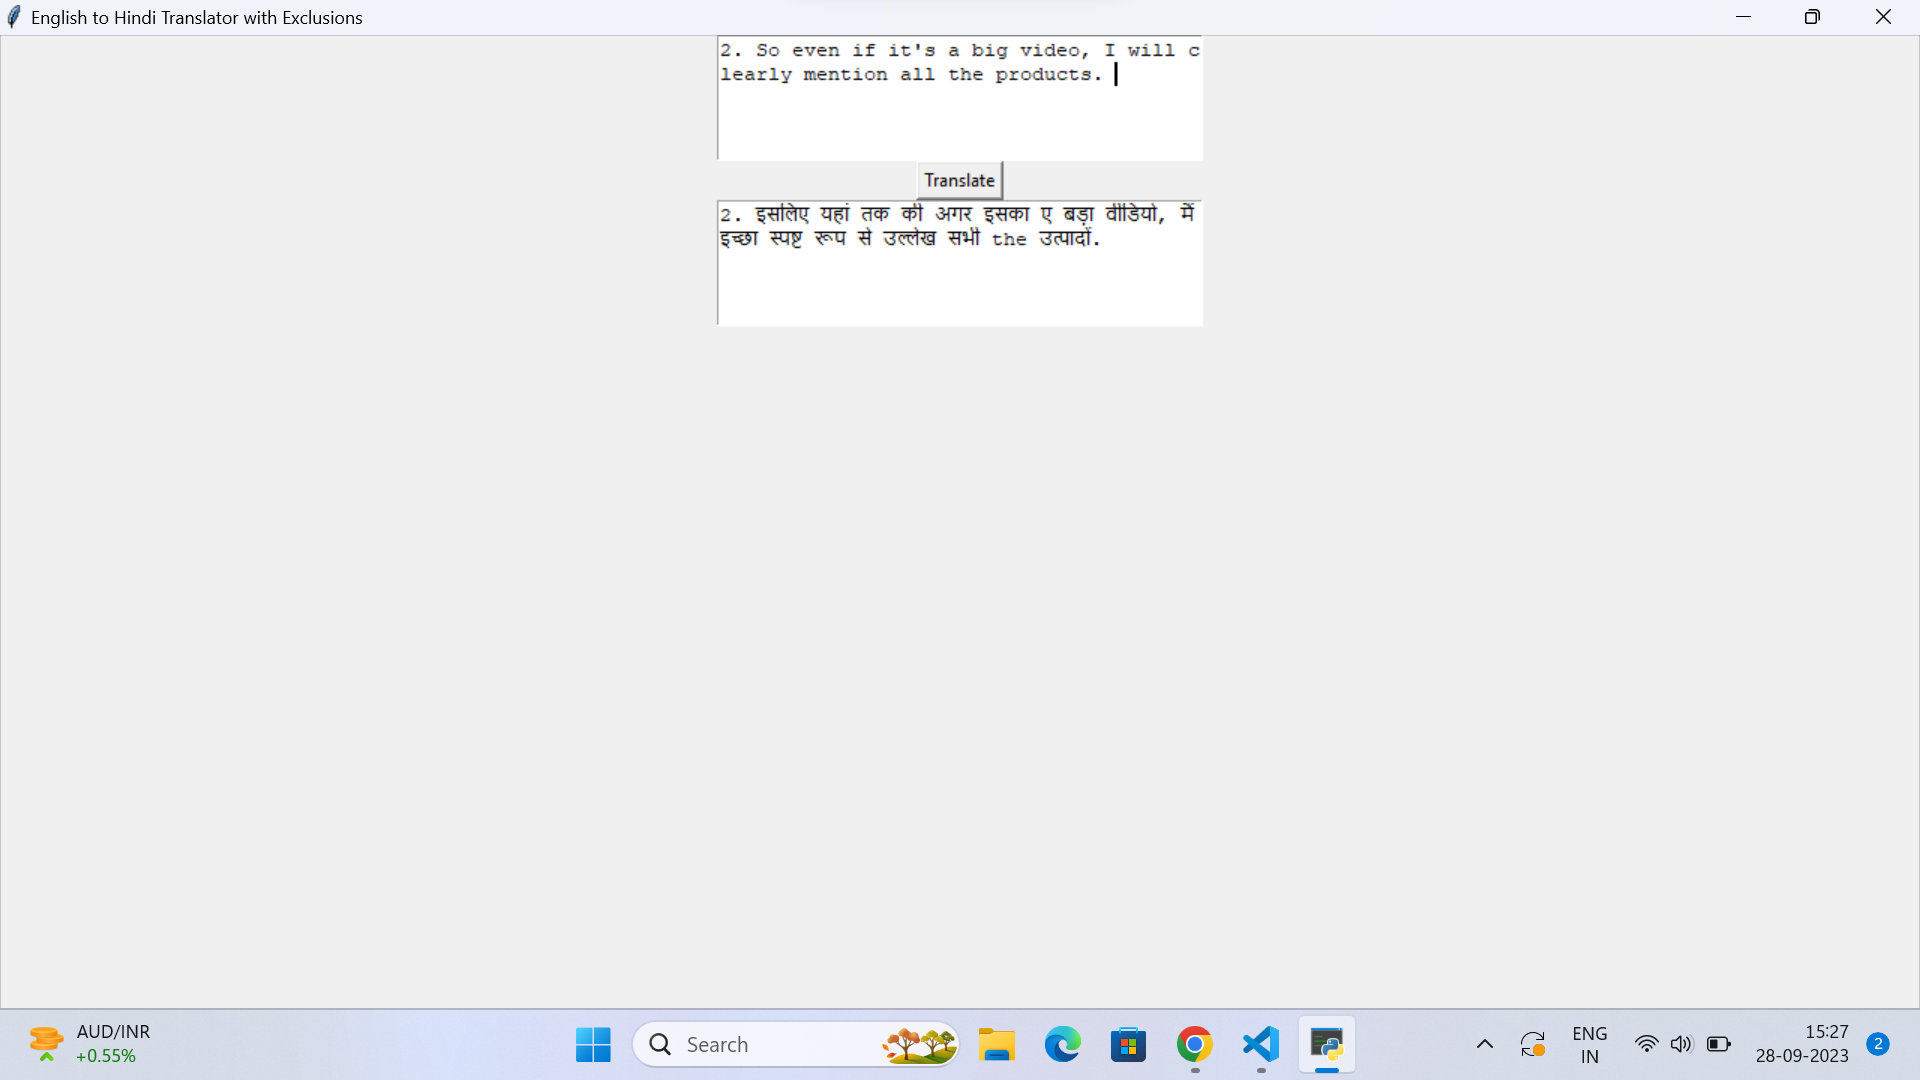 English to Hindi Translator with Exclusions
2. So even if it's a big video, I will c
learly mention all the products.
Translate
2. इसलिए यहां तक की अगर इसका ए बड़ा वीडियो, में
इच्छा स्पष्ट रूप से उल्लेख सभी the उत्पादों.
AUD/INR
+0.55%
Search
ENG
IN
15:27
28-09-2023
2